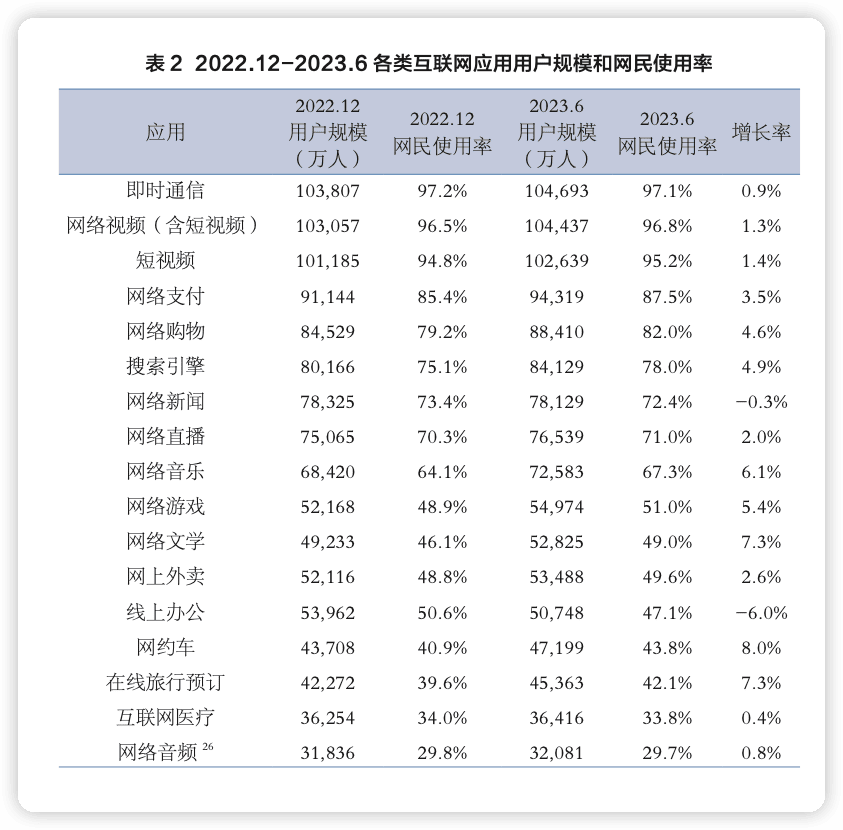 表 2 2022.12-2023.6 各类互联网应用用户规模和网民使用率
应用 2022.12 用户规模（万人） 2022.12 网民使用率 2023.6 用户规模（万人） 2023.6 网民使用率 增长率
即时通信 103,807 97.2% 104,693 97.1% 0.9%
网络视频（含短视频） 103,057 96.5% 104,437 96.8% 1.3%
短视频 101,185 94.8% 102,639 95.2% 1.4%
网络支付 91,144 85.4% 94,319 87.5% 3.5%
网络购物 84,529 79.2% 88,410 82.0% 4.6%
搜索引擎 80,166 75.1% 84,129 78.0% 4.9%
网络新闻 78,325 73.4% 78,129 72.4% −0.3%
网络直播 75,065 70.3% 76,539 71.0% 2.0%
网络音乐 68,420 64.1% 72,583 67.3% 6.1%
网络游戏 52,168 48.9% 54,974 51.0% 5.4%
网络文学 49,233 46.1% 52,825 49.0% 7.3%
网上外卖 52,116 48.8% 53,488 49.6% 2.6%
线上办公 53,962 50.6% 50,748 47.1% −6.0%
网约车 43,708 40.9% 47,199 43.8% 8.0%
在线旅行预订 42,272 39.6% 45,363 42.1% 7.3%
互联网医疗 36,254 34.0% 36,416 33.8% 0.4%
网络音频 26 31,836 29.8% 32,081 29.7% 0.8%